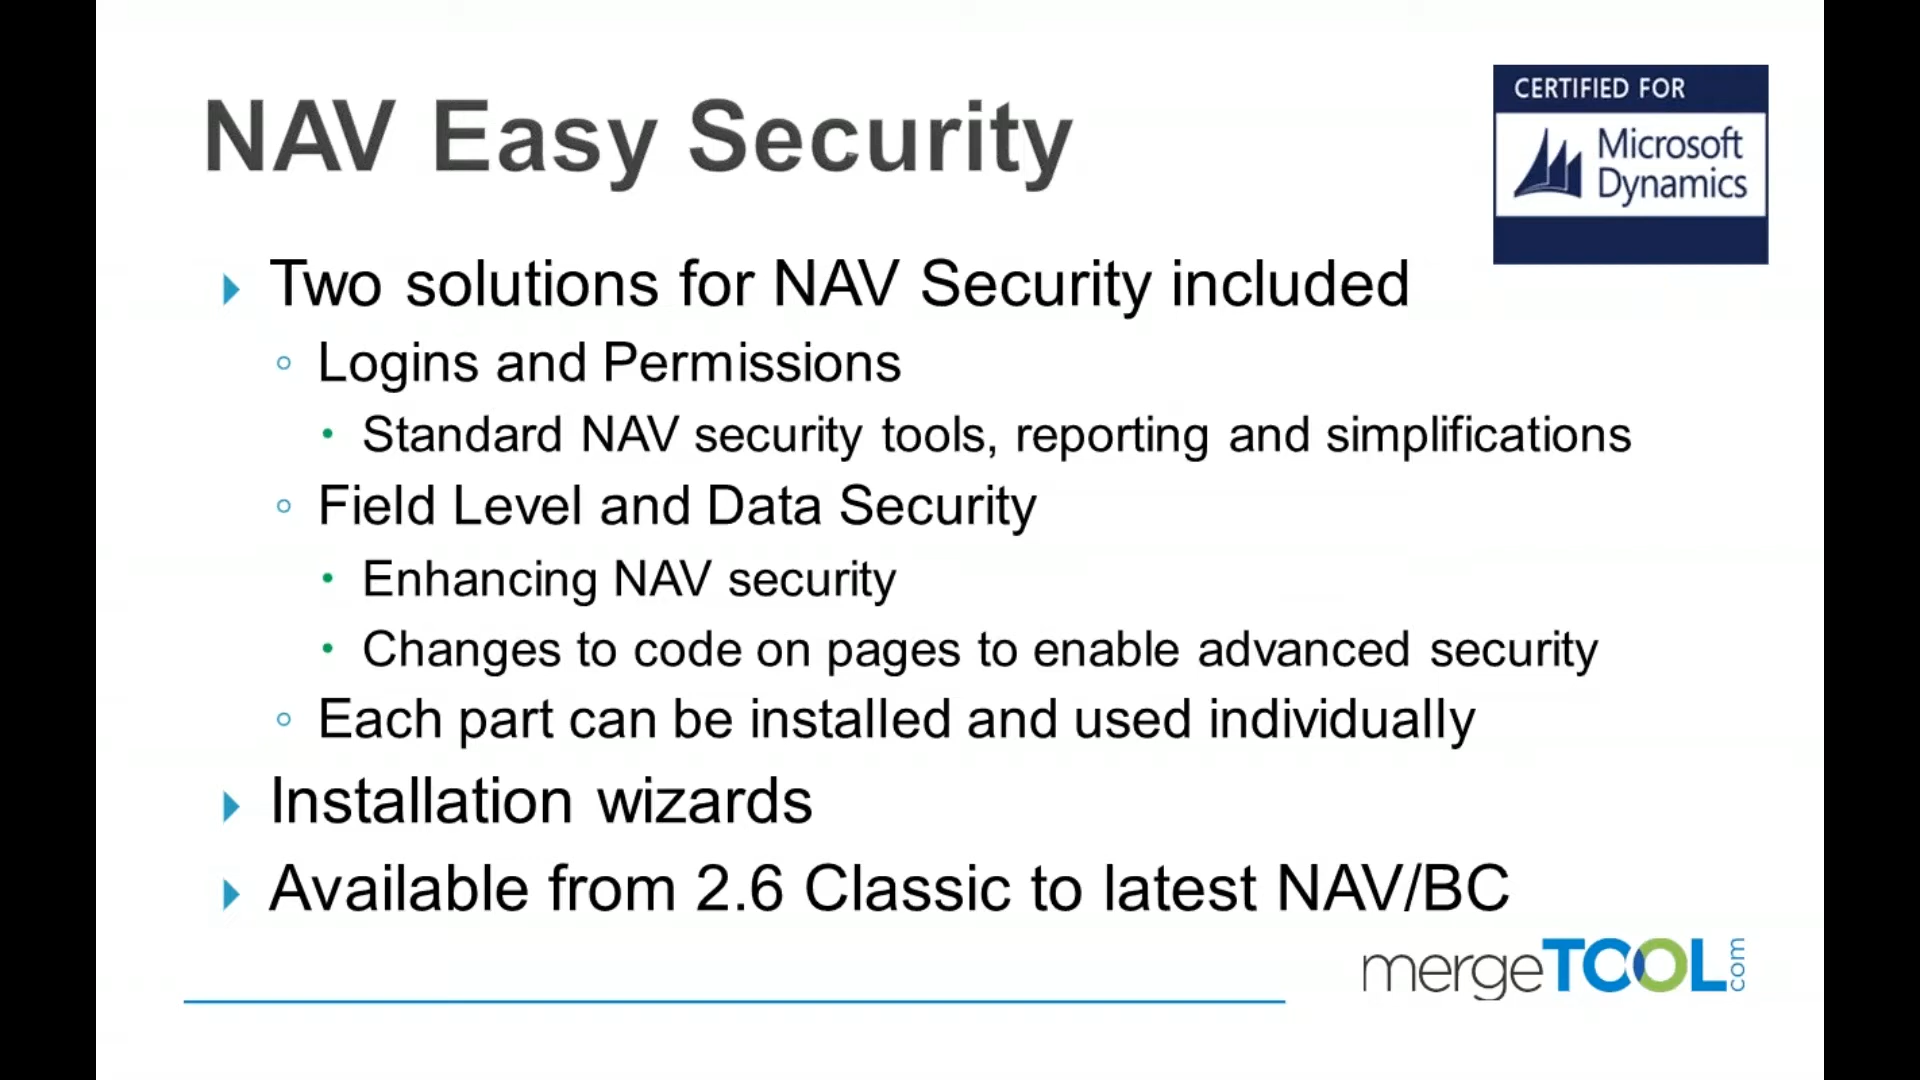 NAV Easy Security
CERTIFIED FOR
Microsoft
Dynamics
Two solutions for NAV Security included
Logins and Permissions
Standard NAV security tools, reporting and simplifications
Field Level and Data Security
Enhancing NAV security
Changes to code on pages to enable advanced security
Each part can be installed and used individually
Installation wizards
Available from 2.6 Classic to latest NAV/BC
mergeTOOL.com